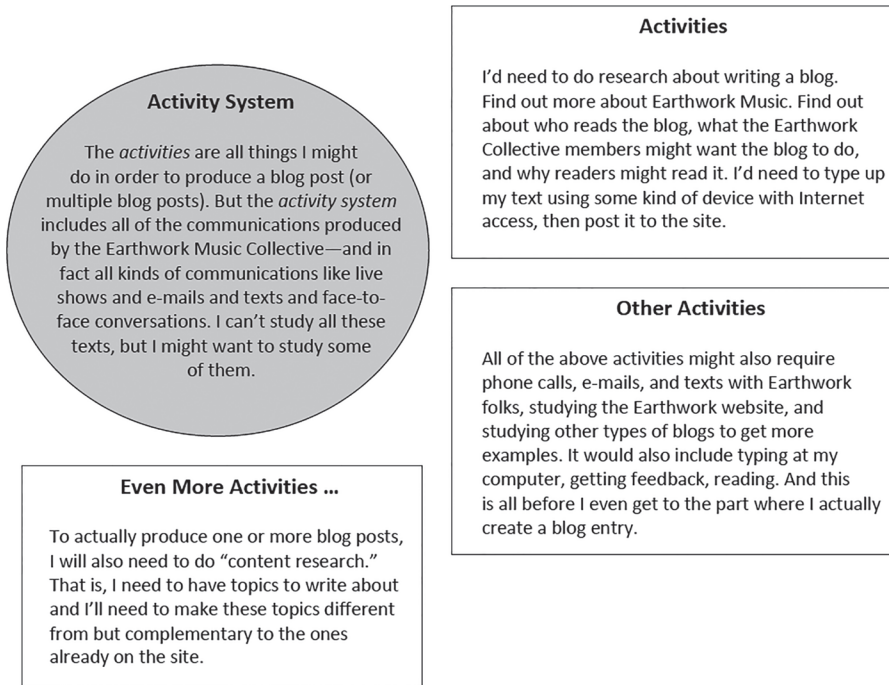 Activity System
The activities are all things I might
do in order to produce a blog post (or
multiple blog posts). But the activity system
includes all of the communications produced
by the Earthwork Music Collective—and in
fact all kinds of communications like live
shows and e-mails and texts and face-to-
face conversations. I can’t study all these
texts, but I might want to study some
of them.
Activities
I’d need to do research about writing a blog.
Find out more about Earthwork Music. Find out
about who reads the blog, what the Earthwork
Collective members might want the blog to do,
and why readers might read it. I’d need to type up
my text using some kind of device with Internet
access, then post it to the site.
Other Activities
All of the above activities might also require
phone calls, e-mails, and texts with Earthwork
folks, studying the Earthwork website, and
studying other types of blogs to get more
examples. It would also include typing at my
computer, getting feedback, reading. And this
is all before I even get to the part where I actually
create a blog entry.
Even More Activities ...
To actually produce one or more blog posts,
I will also need to do “content research.”
That is, I need to have topics to write about
and I’ll need to make these topics different
from but complementary to the ones
already on the site.